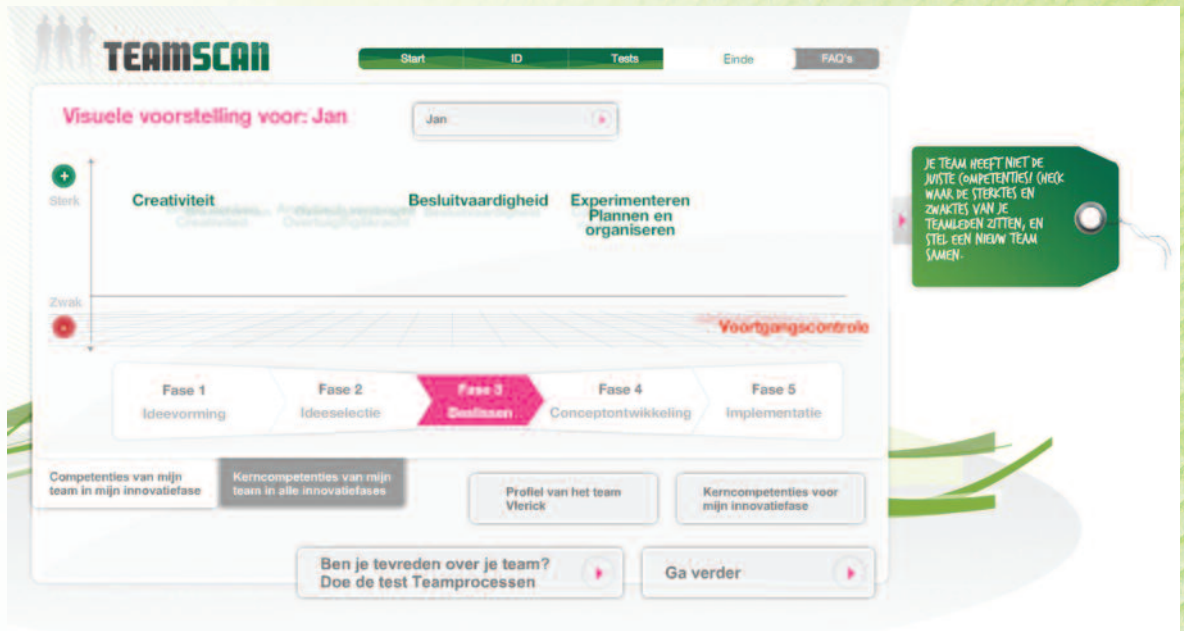 TEAMSCAN
Start ID Tests Einde FAQ's
Visuele voorstelling voor: Jan
Jan
Sterk
Creativiteit
Besluitvaardigheid
Experimenteren
Plannen en
organiseren
Zwak
Voortgangscontrole
Fase 1
Ideevorming
Fase 2
Ideeselectie
Fase 3
Beslissen
Fase 4
Conceptontwikkeling
Fase 5
Implementatie
Competenties van mijn
team in mijn innovatiefase
Kerncompetenties van mijn
team in alle innovatiefases
Profiel van het team
Vlerick
Kerncompetenties voor
mijn innovatiefase
Ben je tevreden over je team?
Doe de test Teamprocessen
Ga verder
JE TEAM HEEFT NIET DE
JUISTE COMPETENTIES! CHECK
WAAR DE STERKTES EN
ZWAKTES VAN JE
TEAMLEDEN ZITTEN, EN
STEL EEN NIEUW TEAM
SAMEN.